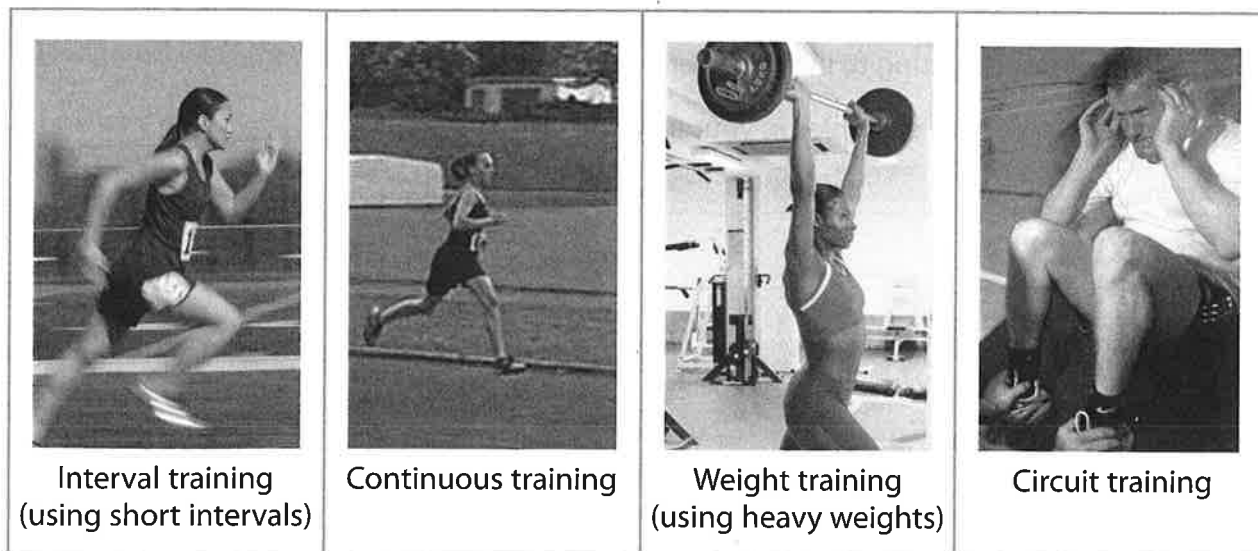 Interval training
(using short intervals)
Continuous training
Weight training
(using heavy weights)
Circuit training